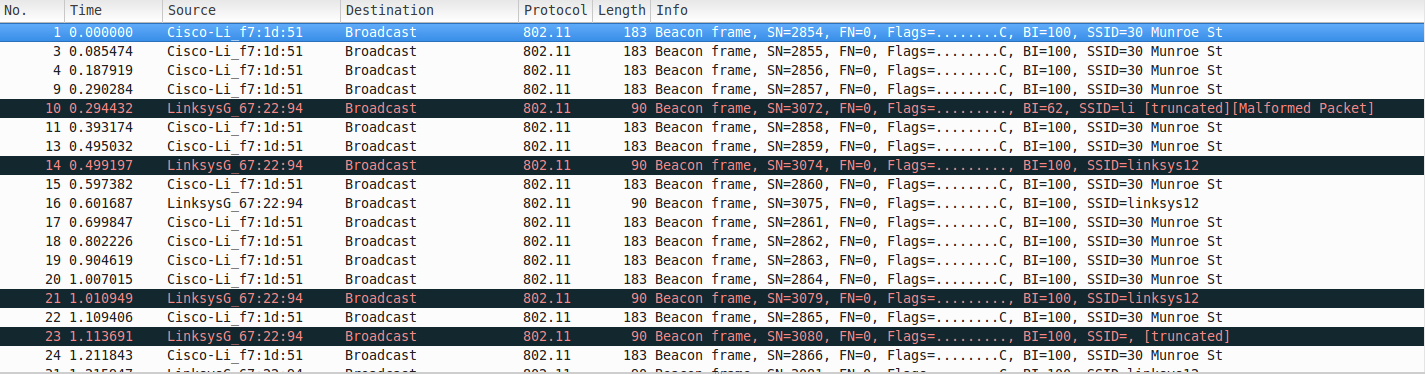 No. Time Source Destination Protocol Length Info
1 0.000000 Cisco-Li_f7:1d:51 Broadcast 802.11 183 Beacon frame, SN=2854, FN=0, Flags=........C, BI=100, SSID=30 Munroe St
3 0.085474 Cisco-Li_f7:1d:51 Broadcast 802.11 183 Beacon frame, SN=2855, FN=0, Flags=........C, BI=100, SSID=30 Munroe St
4 0.187919 Cisco-Li_f7:1d:51 Broadcast 802.11 183 Beacon frame, SN=2856, FN=0, Flags=........C, BI=100, SSID=30 Munroe St
9 0.290284 Cisco-Li_f7:1d:51 Broadcast 802.11 183 Beacon frame, SN=2857, FN=0, Flags=........C, BI=100, SSID=30 Munroe St
10 0.294432 LinksysG_67:22:94 Broadcast 802.11 90 Beacon frame, SN=3072, FN=0, Flags=........., BI=62, SSID=li [truncated][Malformed Packet]
11 0.393174 Cisco-Li_f7:1d:51 Broadcast 802.11 183 Beacon frame, SN=2858, FN=0, Flags=........C, BI=100, SSID=30 Munroe St
13 0.495032 Cisco-Li_f7:1d:51 Broadcast 802.11 183 Beacon frame, SN=2859, FN=0, Flags=........C, BI=100, SSID=30 Munroe St
14 0.499197 LinksysG_67:22:94 Broadcast 802.11 90 Beacon frame, SN=3074, FN=0, Flags=........., BI=100, SSID=linksys12
15 0.597382 Cisco-Li_f7:1d:51 Broadcast 802.11 183 Beacon frame, SN=2860, FN=0, Flags=........C, BI=100, SSID=30 Munroe St
16 0.601687 LinksysG_67:22:94 Broadcast 802.11 90 Beacon frame, SN=3075, FN=0, Flags=........C, BI=100, SSID=linksys12
17 0.699847 Cisco-Li_f7:1d:51 Broadcast 802.11 183 Beacon frame, SN=2861, FN=0, Flags=........C, BI=100, SSID=30 Munroe St
18 0.802226 Cisco-Li_f7:1d:51 Broadcast 802.11 183 Beacon frame, SN=2862, FN=0, Flags=........C, BI=100, SSID=30 Munroe St
19 0.904619 Cisco-Li_f7:1d:51 Broadcast 802.11 183 Beacon frame, SN=2863, FN=0, Flags=........C, BI=100, SSID=30 Munroe St
20 1.007015 Cisco-Li_f7:1d:51 Broadcast 802.11 183 Beacon frame, SN=2864, FN=0, Flags=........C, BI=100, SSID=30 Munroe St
21 1.010949 LinksysG_67:22:94 Broadcast 802.11 90 Beacon frame, SN=3079, FN=0, Flags=........., BI=100, SSID=linksys12
22 1.109406 Cisco-Li_f7:1d:51 Broadcast 802.11 183 Beacon frame, SN=2865, FN=0, Flags=........C, BI=100, SSID=30 Munroe St
23 1.113691 LinksysG_67:22:94 Broadcast 802.11 90 Beacon frame, SN=3080, FN=0, Flags=........., BI=100, SSID=, [truncated]
24 1.211843 Cisco-Li_f7:1d:51 Broadcast 802.11 183 Beacon frame, SN=2866, FN=0, Flags=........C, BI=100, SSID=30 Munroe St